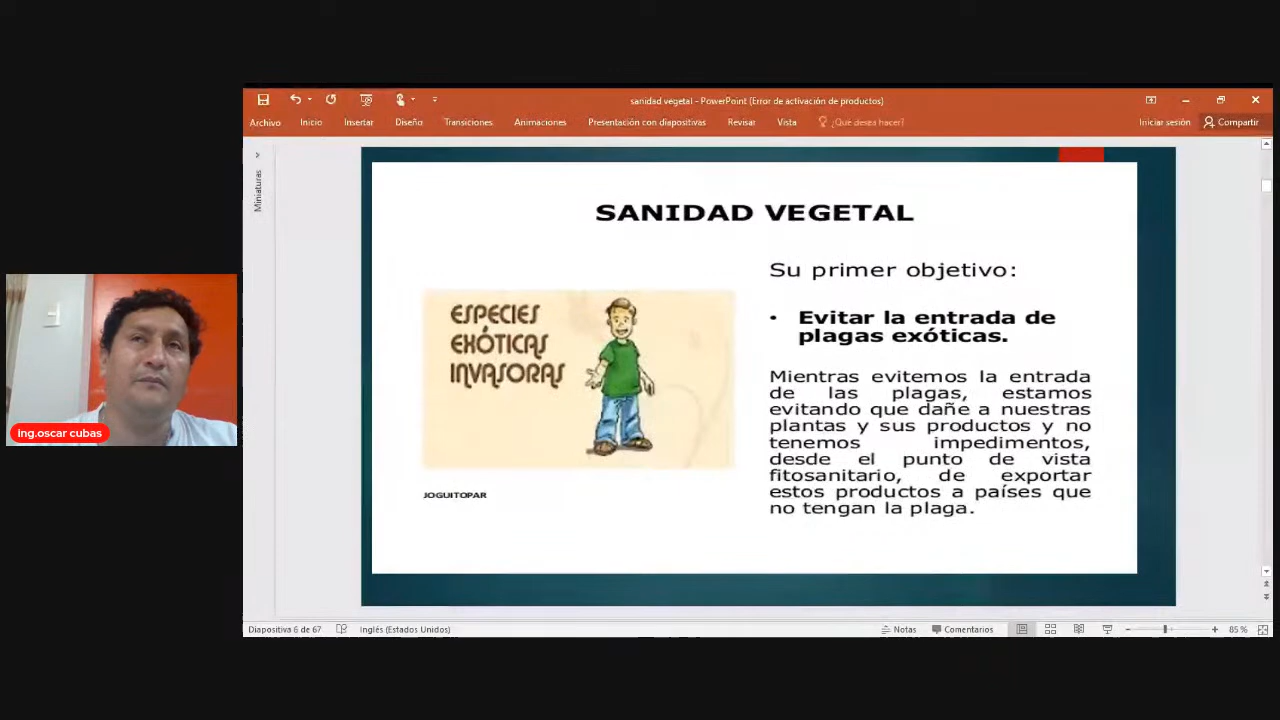 sanidad vegetal - PowerPoint (Error de activación de productos)
Archivo Inicio Insertar Diseño Transiciones Animaciones Presentación con diapositivas Revisar Vista ¿Qué desea hacer? Iniciar sesión Compartir
Miniaturas
SANIDAD VEGETAL
ESPECIES
EXÓTICAS
INVASORAS
JOGUITOPAR
Su primer objetivo:
• Evitar la entrada de
plagas exóticas.
Mientras evitemos la entrada
de las plagas, estamos
evitando que dañe a nuestras
plantas y sus productos y no
tenemos impedimentos,
desde el punto de vista
fitosanitario, de exportar
estos productos a países que
no tengan la plaga.
ing.oscar cubas
Diapositiva 6 de 67 Inglés (Estados Unidos) Notas Comentarios 85 %